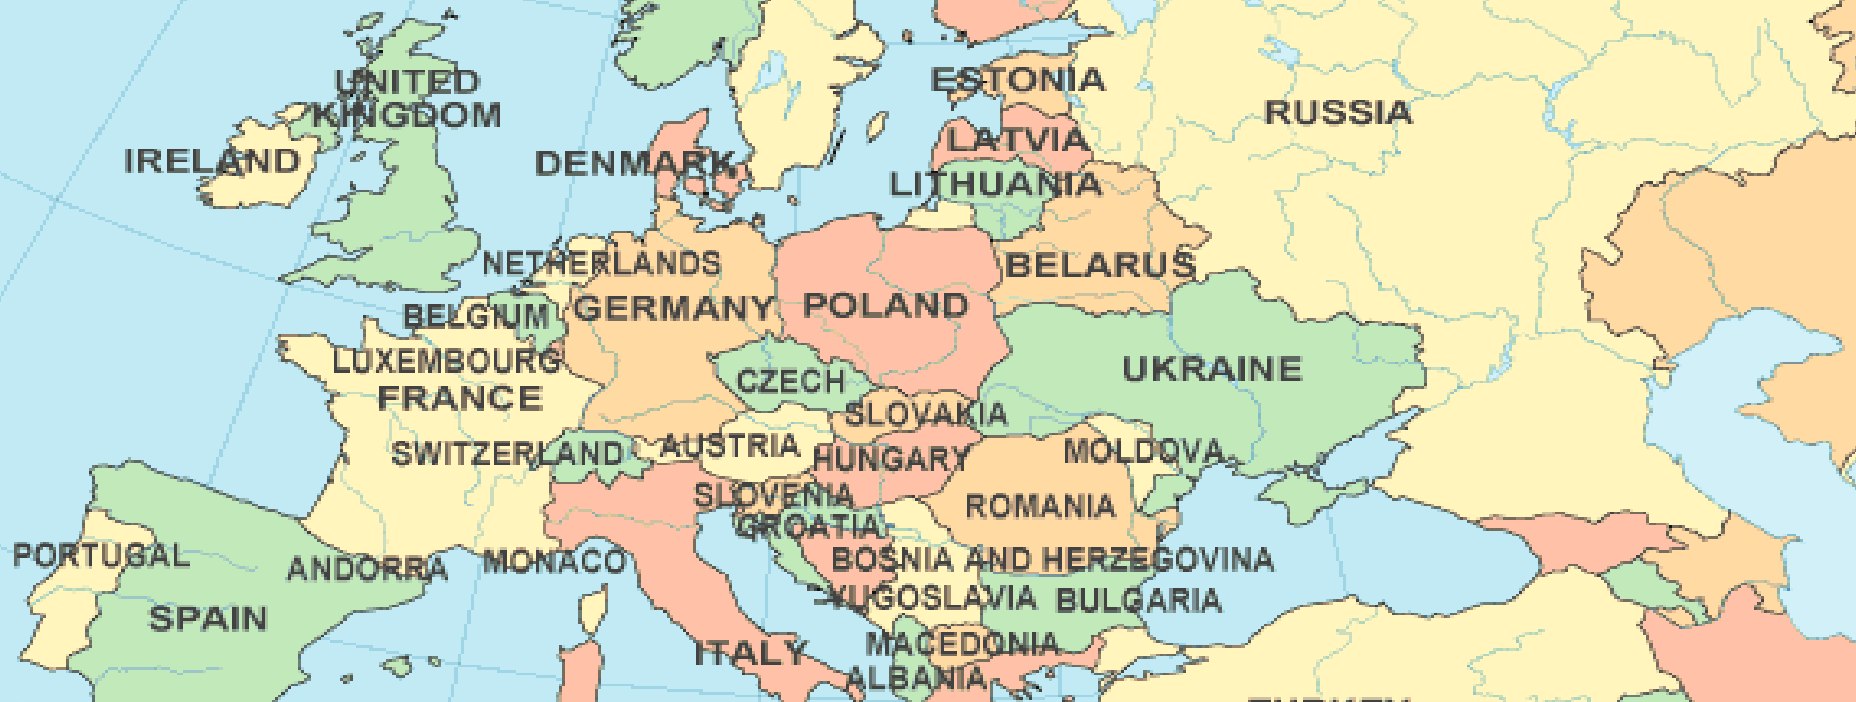 UNITED
KINGDOM
ESTONIA
RUSSIA
LATVIA
IRELAND
DENMARK
LITHUANIA
NETHERLANDS
BELARUS
GERMANY
POLAND
BELGIUM
LUXEMBOURG
UKRAINE
CZECH
FRANCE
SLOVAKIA
SWITZERLAND
AUSTRIA
HUNGARY
MOLDOVA
SLOVENIA
ROMANIA
CROATIA
PORTUGAL
ANDORRA
MONACO
BOSNIA AND HERZEGOVINA
YUGOSLAVIA
BULGARIA
SPAIN
MACEDONIA
ITALY
ALBANIA